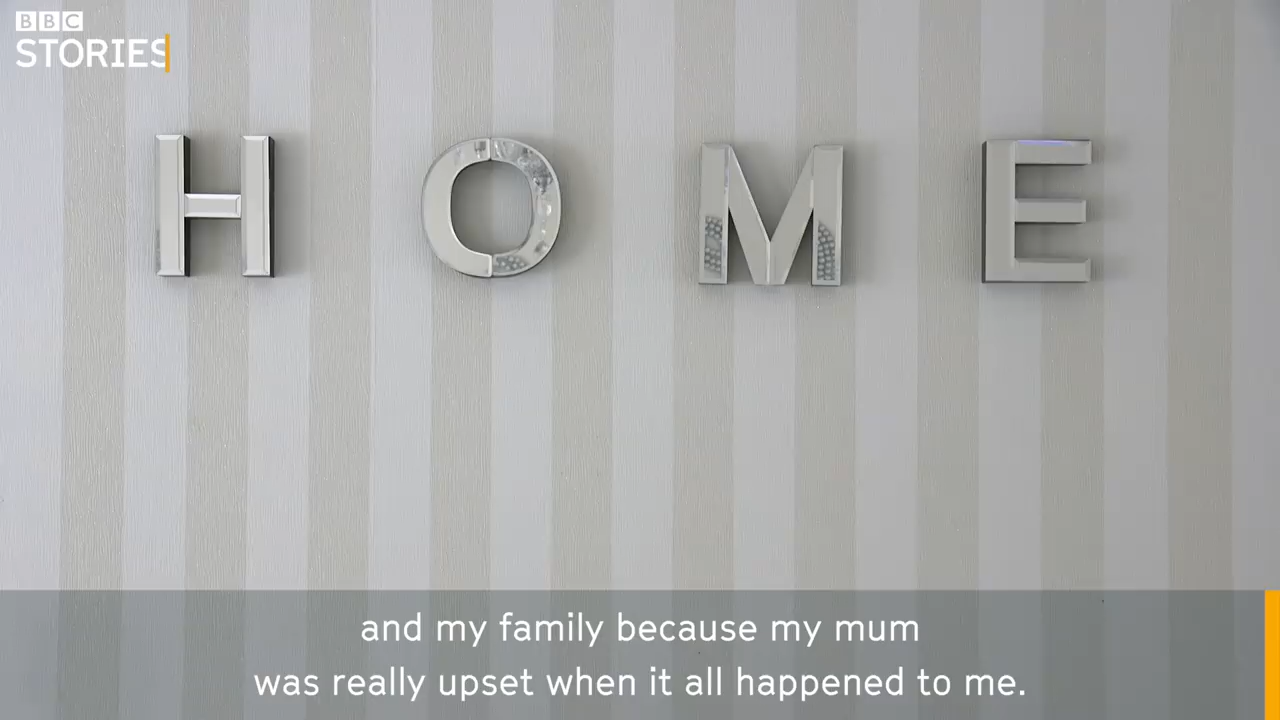 BBC
STORIES
HOME
and my family because my mum
was really upset when it all happened to me.